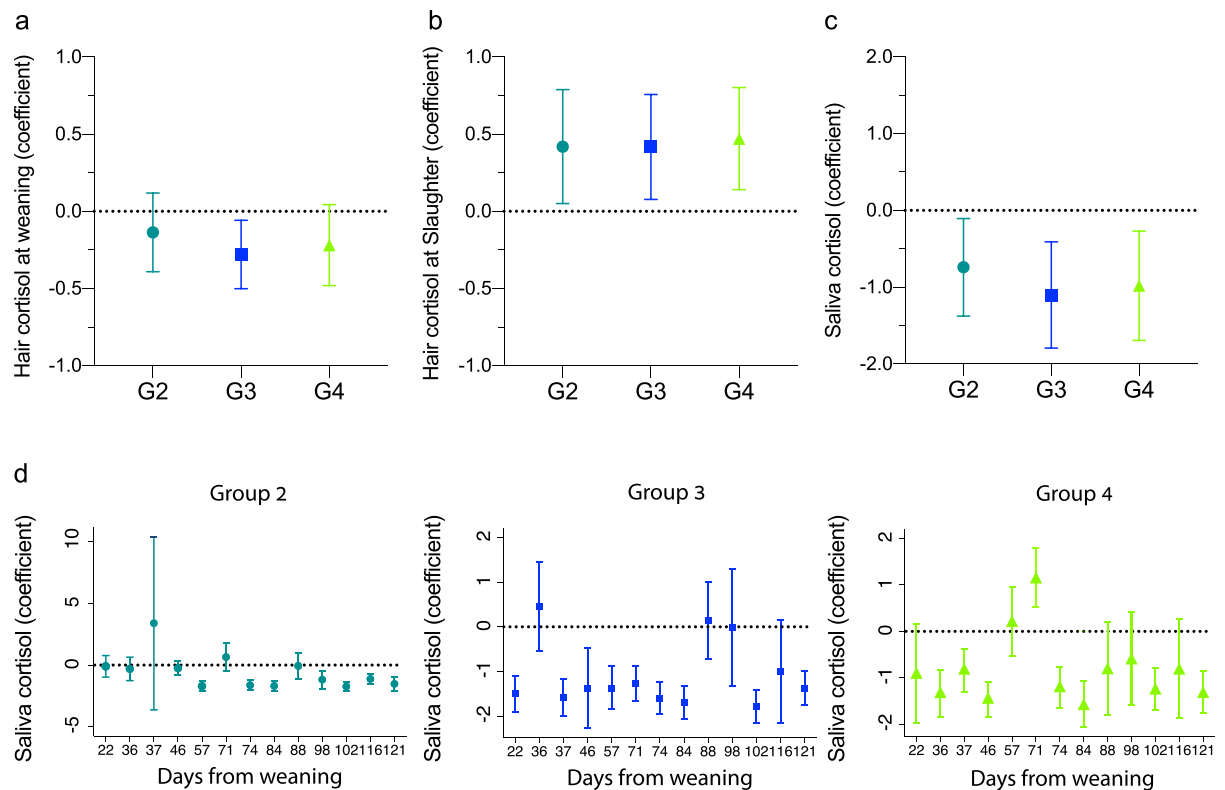 a
Hair cortisol at weaning (coefficient)
1.0
0.5
0.0
-0.5
-1.0
G2 G3 G4
b
Hair cortisol at Slaughter (coefficient)
1.0
0.5
0.0
-0.5
-1.0
G2 G3 G4
c
Saliva cortisol (coefficient)
2.0
1.0
0.0
-1.0
-2.0
G2 G3 G4
d
Group 2
Saliva cortisol (coefficient)
10
5
0
-5
22 36 37 46 57 71 74 84 88 98 102 116 121
Days from weaning
Group 3
Saliva cortisol (coefficient)
2
1
0
-1
-2
22 36 37 46 57 71 74 84 88 98 102 116 121
Days from weaning
Group 4
Saliva cortisol (coefficient)
2
1
0
-1
-2
22 36 37 46 57 71 74 84 88 98 102 116 121
Days from weaning